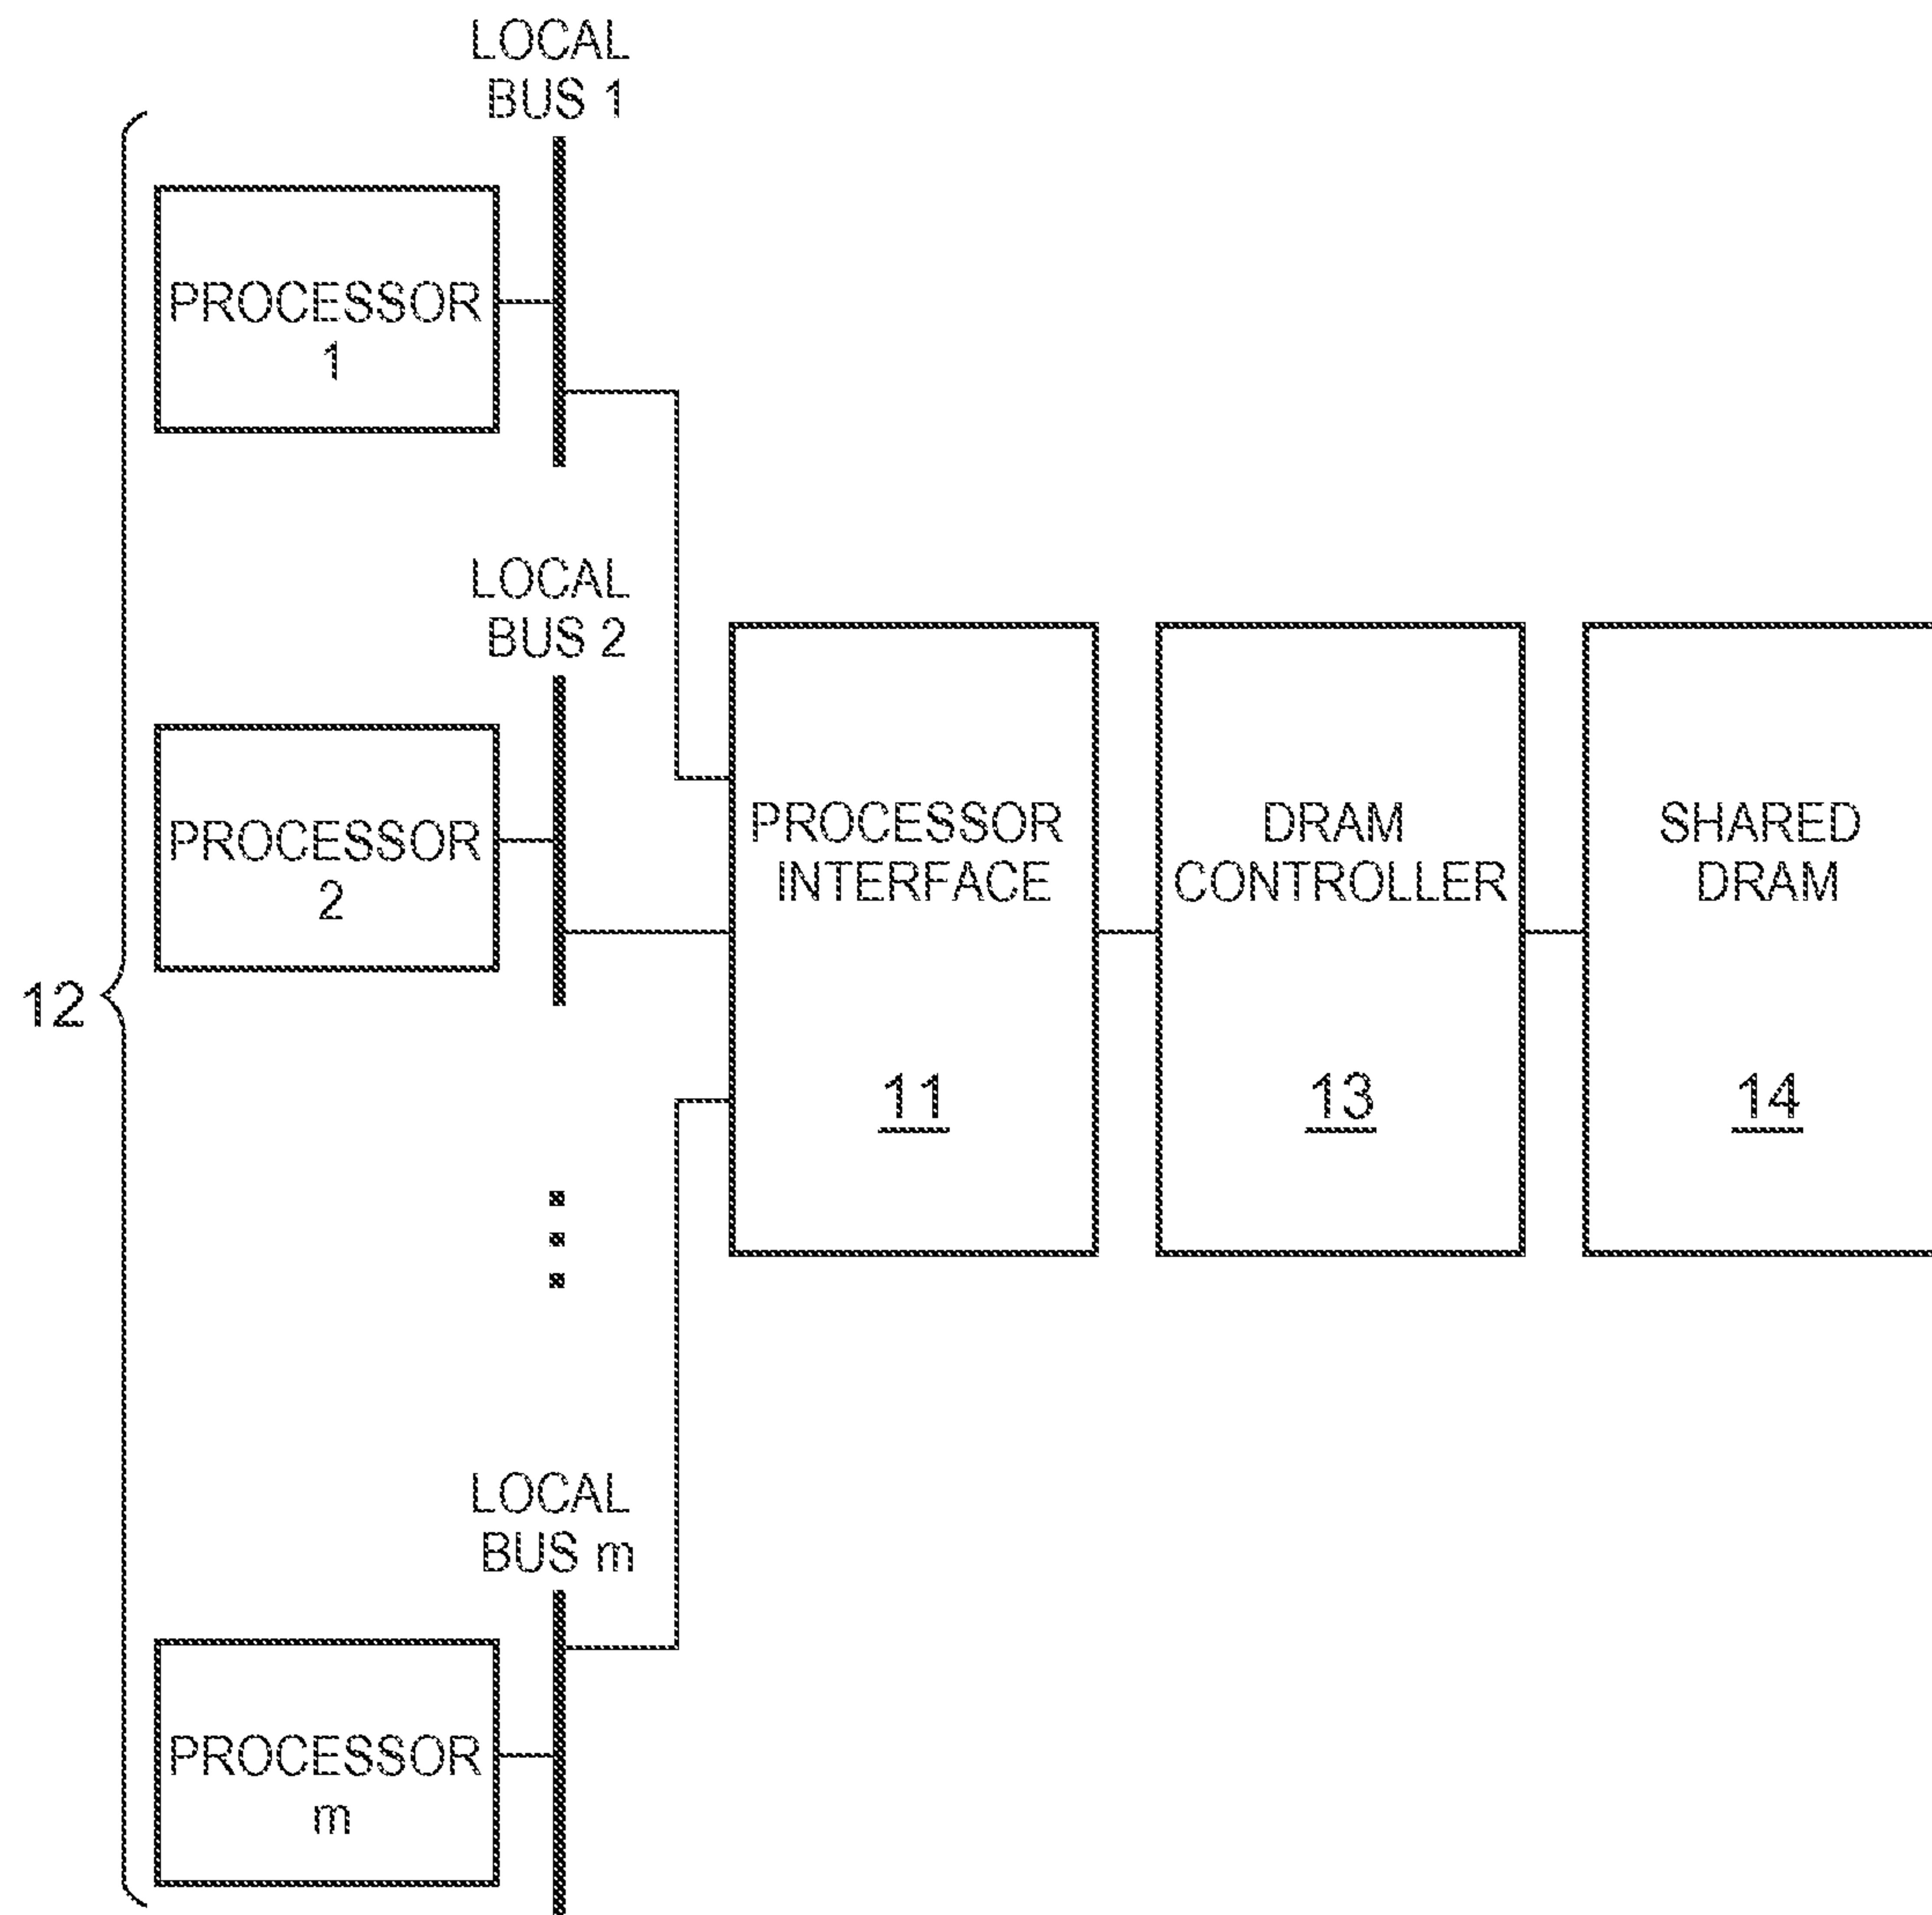 LOCAL
BUS 1
PROCESSOR
1
LOCAL
BUS 2
PROCESSOR
2
12
PROCESSOR
INTERFACE
11
DRAM
CONTROLLER
13
SHARED
DRAM
14
LOCAL
BUS m
PROCESSOR
m